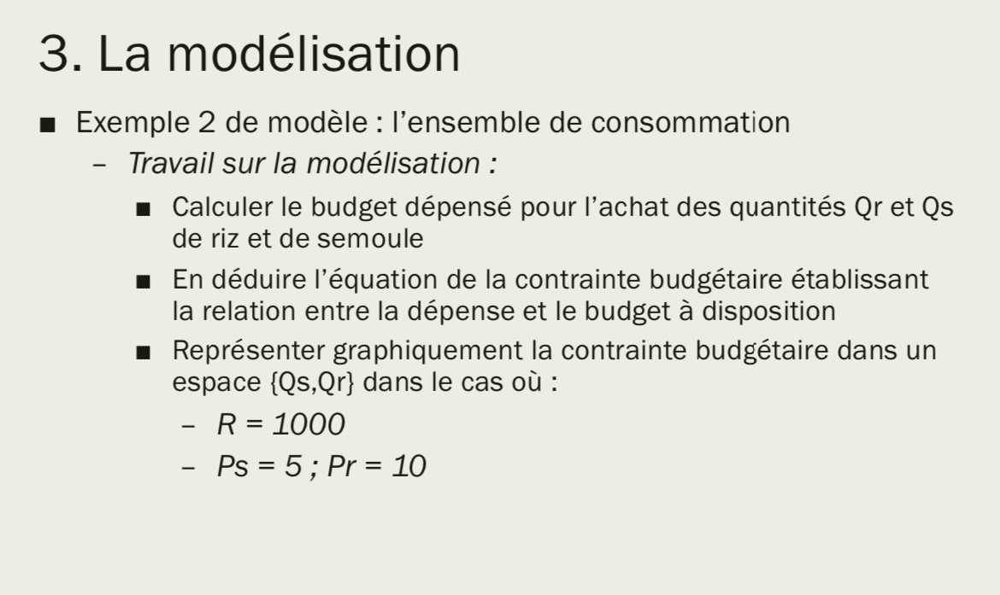 3. La modélisation
■ Exemple 2 de modèle : l’ensemble de consommation
– Travail sur la modélisation :
■ Calculer le budget dépensé pour l’achat des quantités Qr et Qs
de riz et de semoule
■ En déduire l’équation de la contrainte budgétaire établissant
la relation entre la dépense et le budget à disposition
■ Représenter graphiquement la contrainte budgétaire dans un
espace {Qs,Qr} dans le cas où :
– R = 1000
– Ps = 5 ; Pr = 10